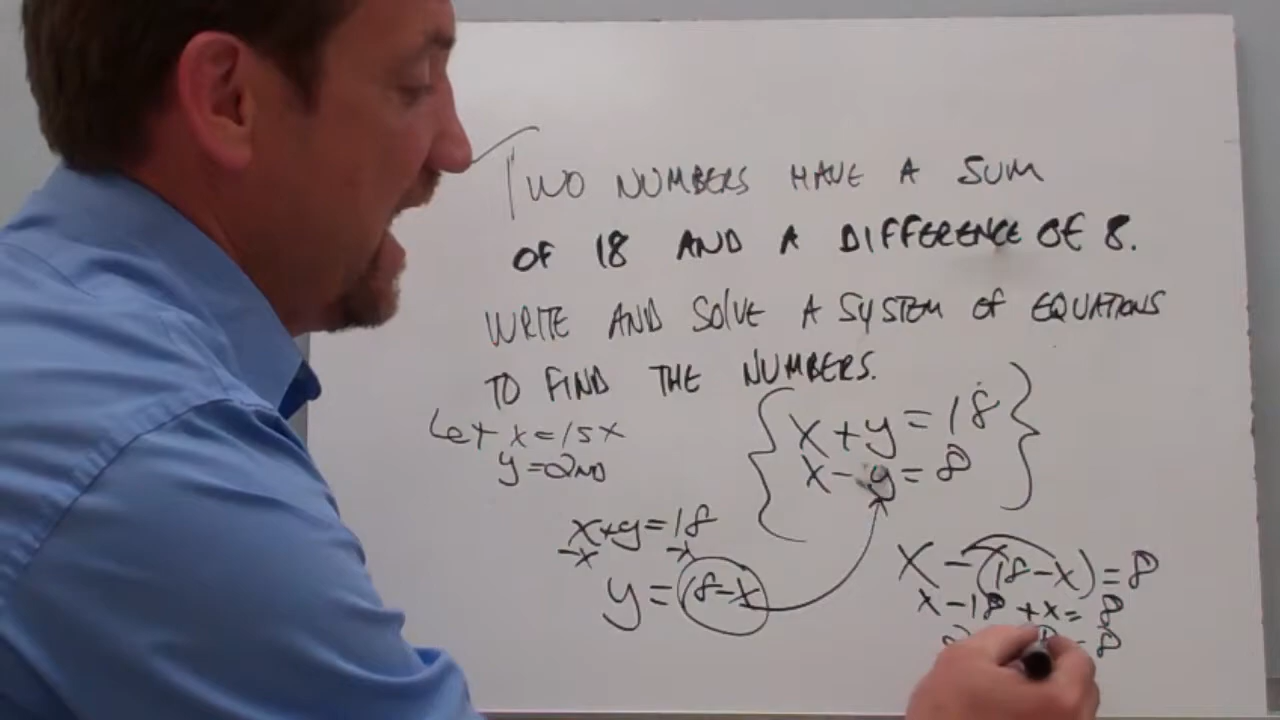 TWO NUMBERS HAVE A SUM
OF 18 AND A DIFFERENCE OF 8.
WRITE AND SOLVE A SYSTEM OF EQUATIONS
TO FIND THE NUMBERS.
Let x = 1ST
y = 2ND
x + y = 18
x - y = 8
x + y = 18
-x -x
y = 18 - x
x - (18 - x) = 8
x - 18 + x = 8